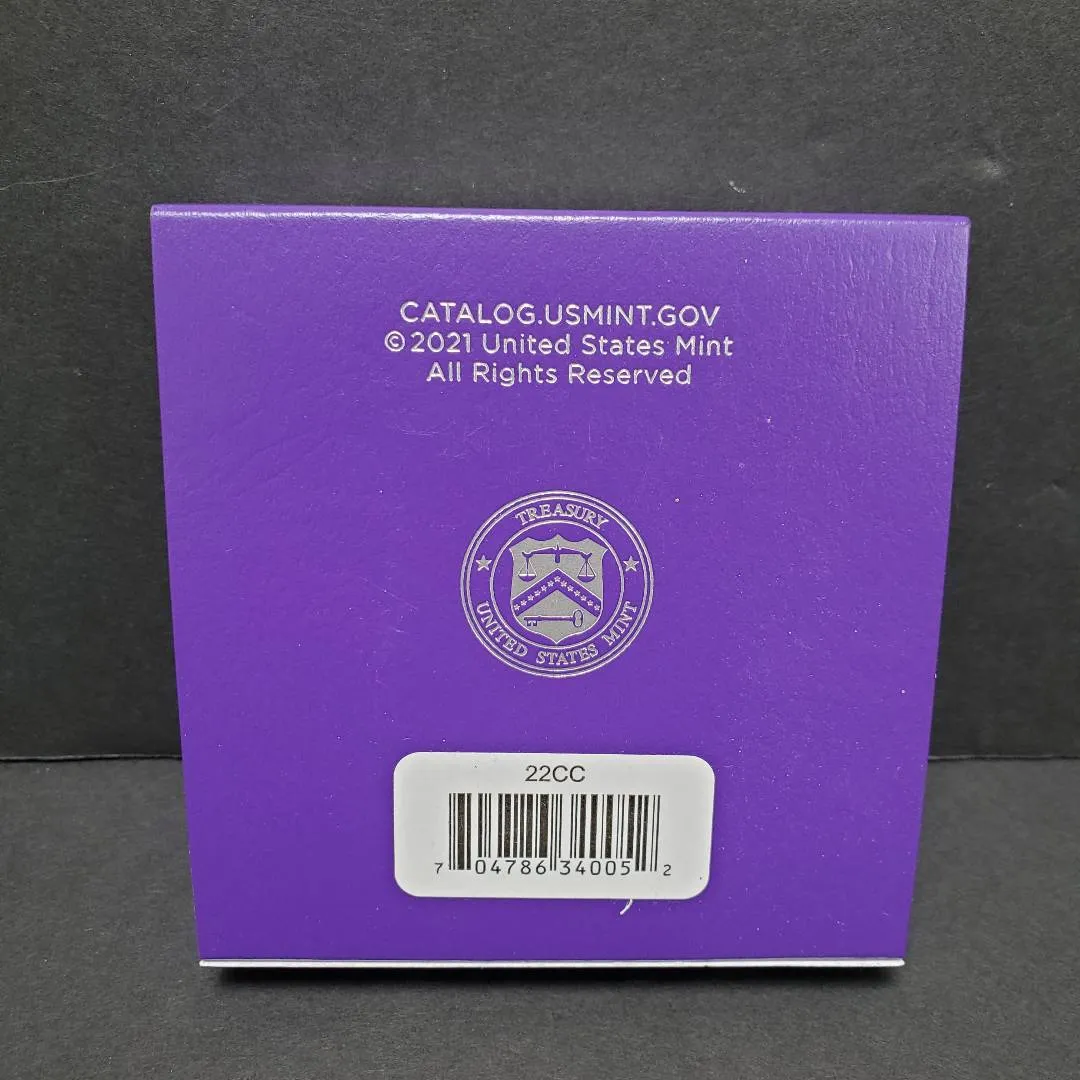 CATALOG.USMINT.GOV
©2021 United States Mint
All Rights Reserved
TREASURY
UNITED STATES MINT
22CC
7 04786 34005 2